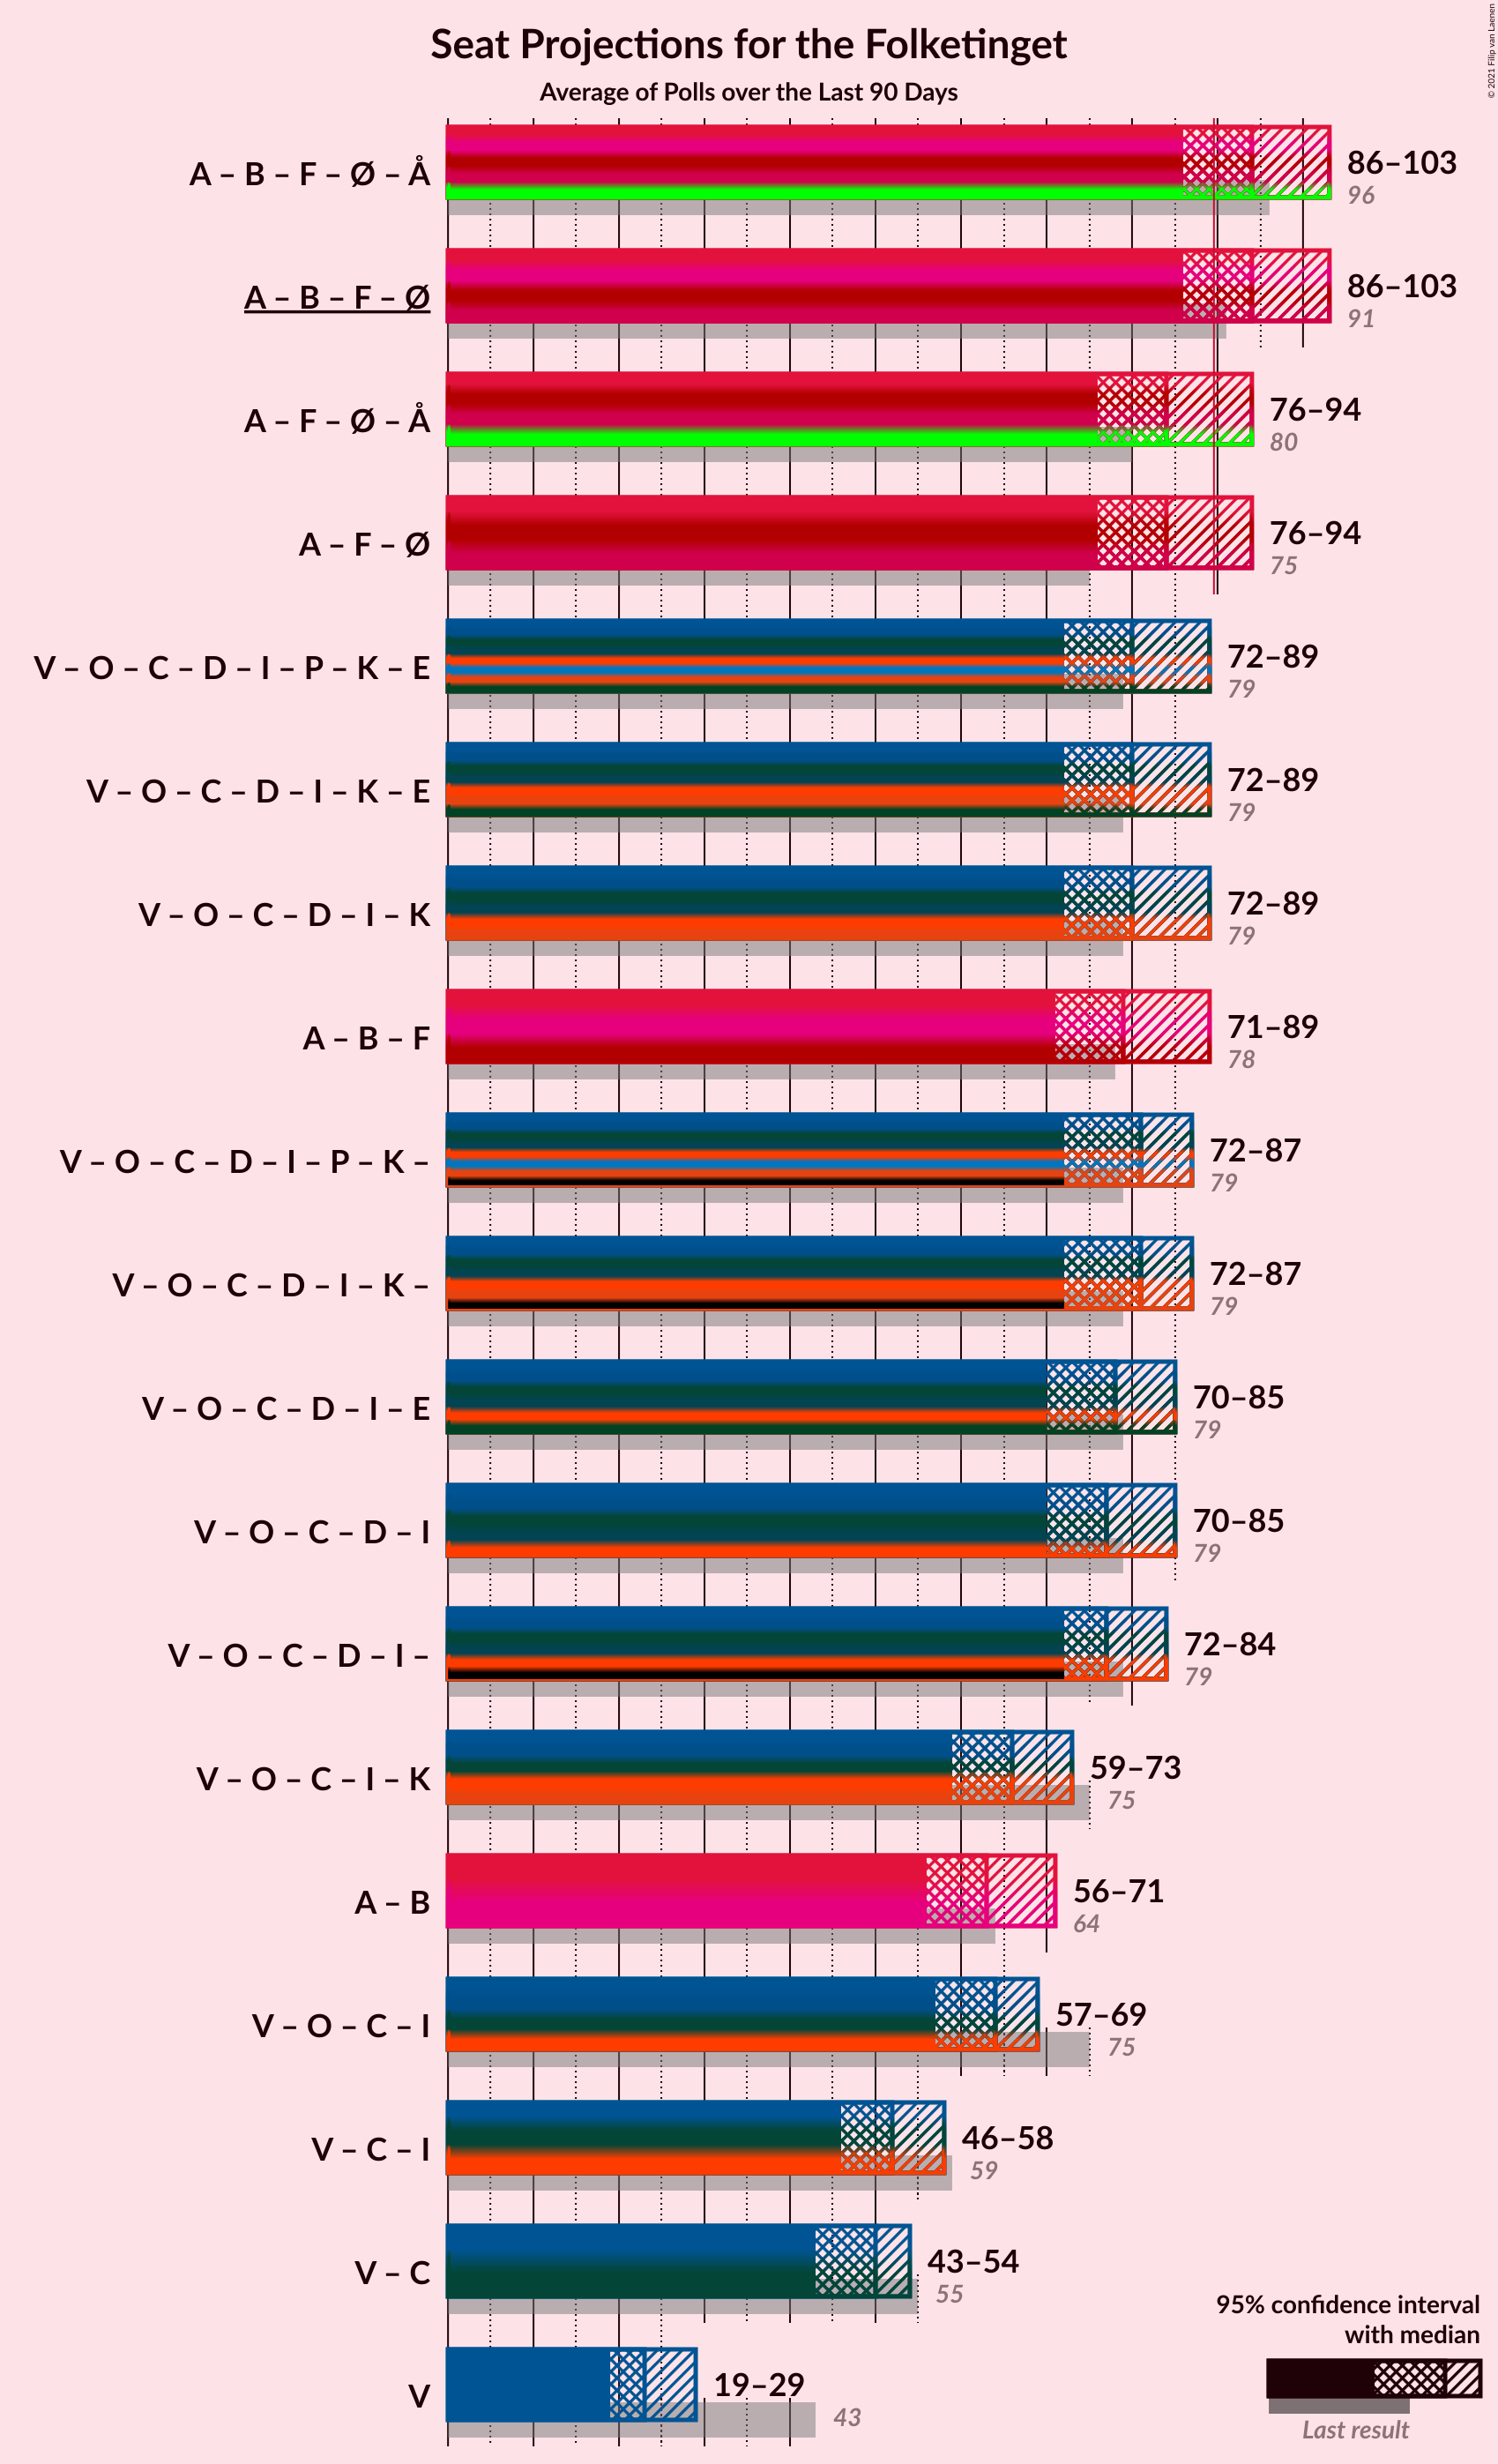 Seat Projections for the Folketinget
Average of Polls over the Last 90 Days
© 2021 Filip van Laenen
A – B – F – Ø – Å
86–103
96
A – B – F – Ø
86–103
91
A – F – Ø – Å
76–94
80
A – F – Ø
76–94
75
V – O – C – D – I – P – K – E
72–89
79
V – O – C – D – I – K – E
72–89
79
V – O – C – D – I – K
72–89
79
A – B – F
71–89
78
V – O – C – D – I – P – K –
72–87
79
V – O – C – D – I – K –
72–87
79
V – O – C – D – I – E
70–85
79
V – O – C – D – I
70–85
79
V – O – C – D – I –
72–84
79
V – O – C – I – K
59–73
75
A – B
56–71
64
V – O – C – I
57–69
75
V – C – I
46–58
59
V – C
43–54
55
V
19–29
43
95% confidence interval
with median
Last result